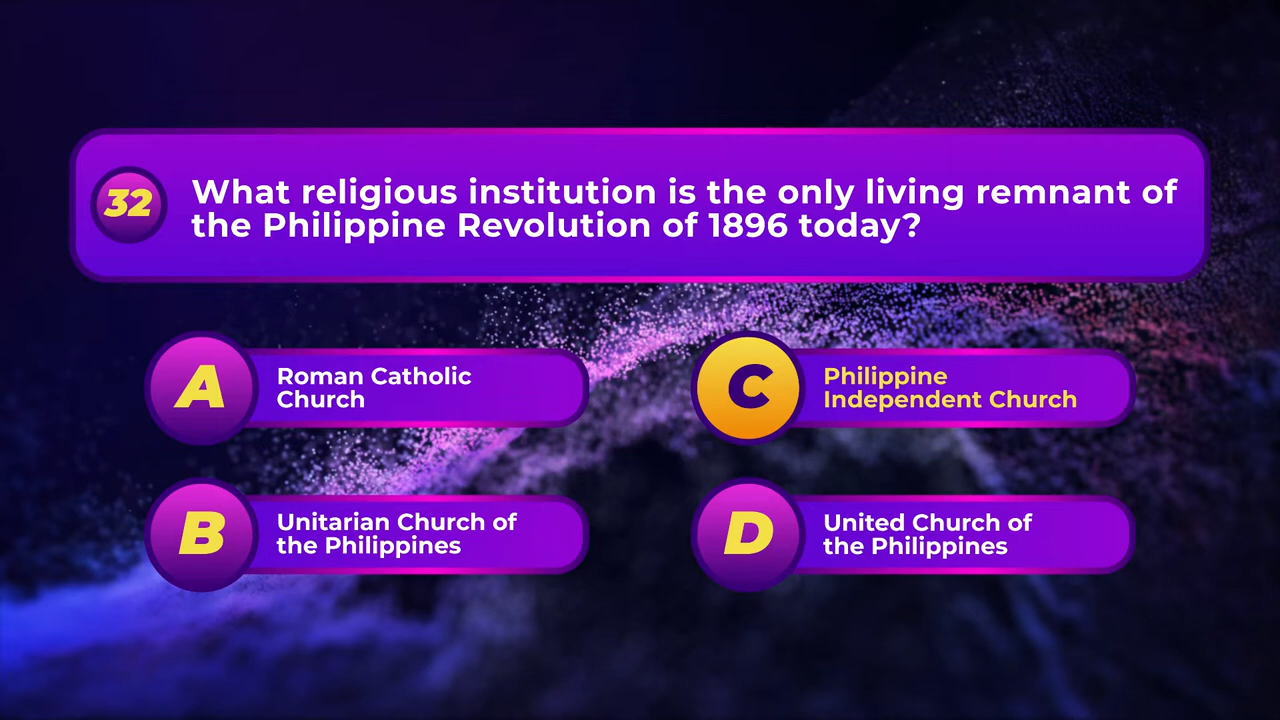 32
What religious institution is the only living remnant of
the Philippine Revolution of 1896 today?
A
Roman Catholic
Church
B
Unitarian Church of
the Philippines
C
Philippine
Independent Church
D
United Church of
the Philippines